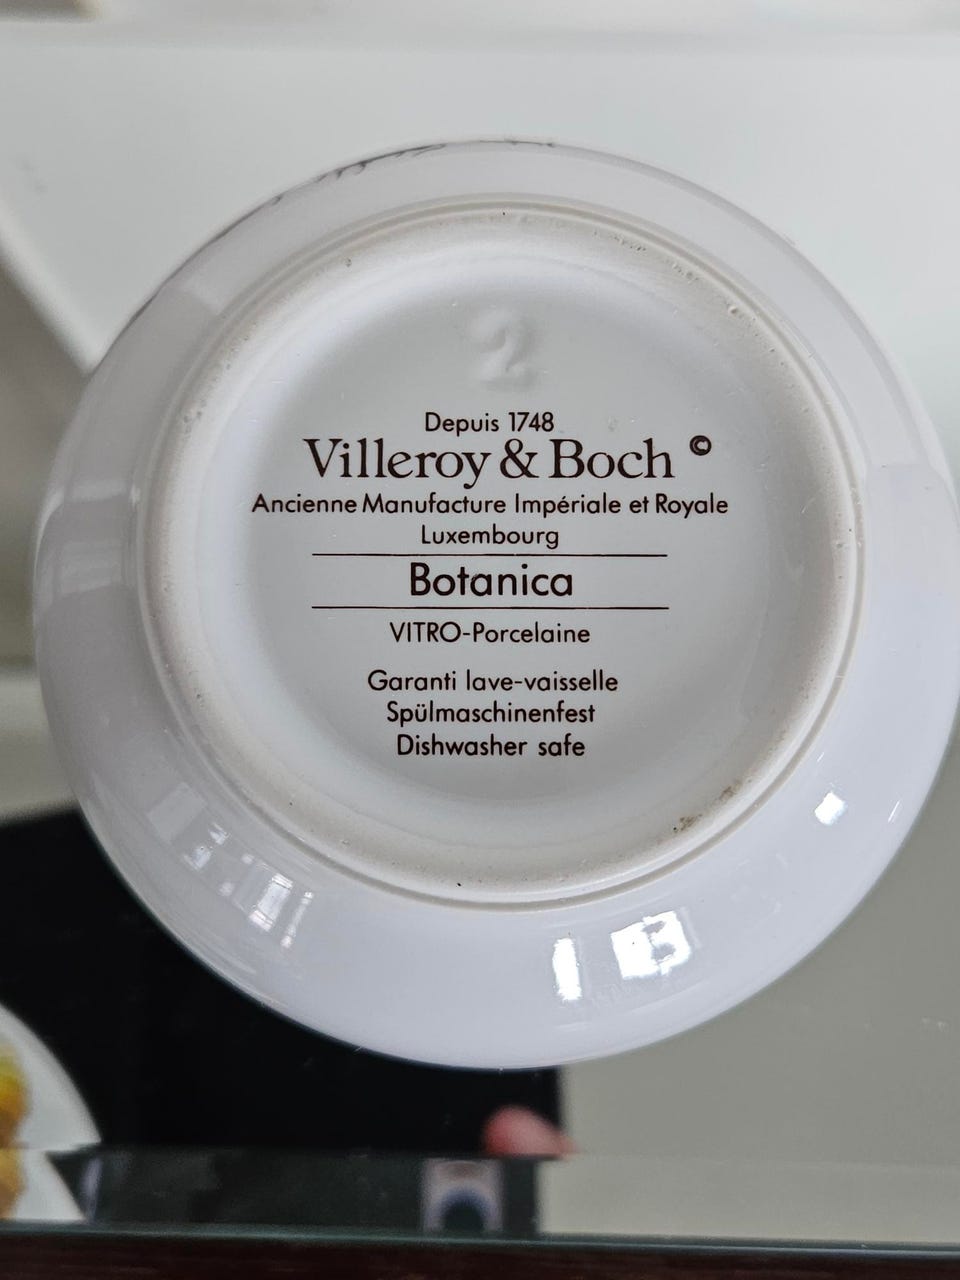 2
Depuis 1748
Villeroy & Boch ©
Ancienne Manufacture Impériale et Royale
Luxembourg
Botanica
VITRO-Porcelaine
Garanti lave-vaisselle
Spülmaschinenfest
Dishwasher safe